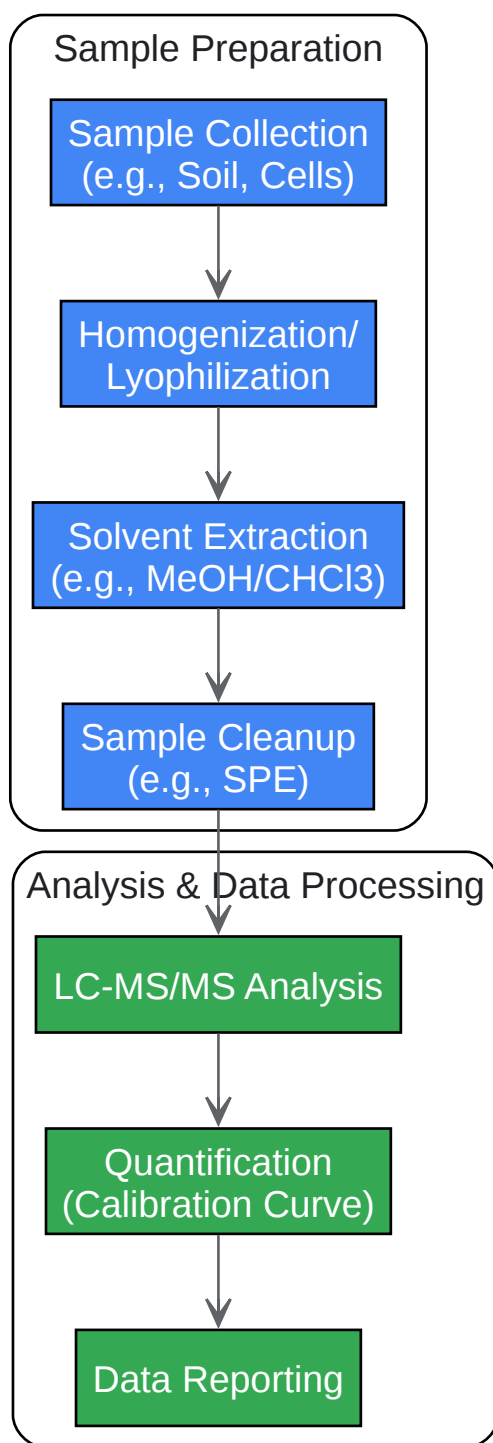 Sample Preparation
Sample Collection
(e.g., Soil, Cells)
Homogenization/
Lyophilization
Solvent Extraction
(e.g., MeOH/CHCl3)
Sample Cleanup
(e.g., SPE)
Analysis & Data Processing
LC-MS/MS Analysis
Quantification
(Calibration Curve)
Data Reporting